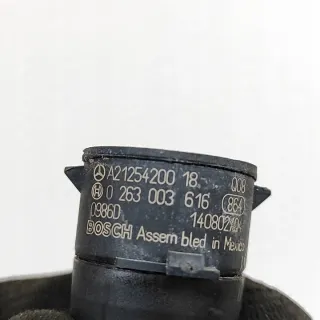 A21254200 18 Q08
0 263 003 616 864
0986D 140802
BOSCH Assembled in Mexico